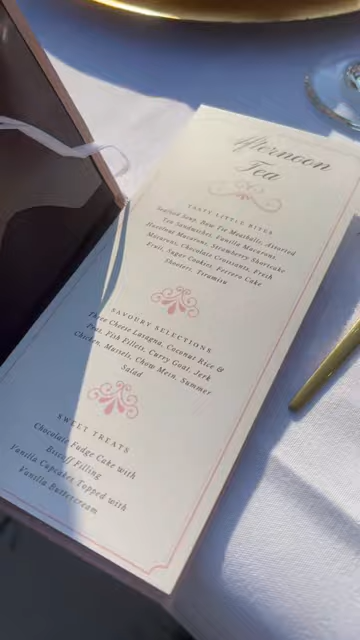 Afternoon
Tea
TASTY LITTLE BITES
Seafood Soup, Bow Tie Meatballs, Assorted
Tea Sandwiches, Vanilla Macarons,
Hazelnut Macarons, Strawberry Shortcake
Macarons, Chocolate Croissants, Fresh
Fruit, Sugar Cookies, Ferrero Cake
Shooters, Tiramisu
SAVOURY SELECTIONS
Three Cheese Lasagna, Coconut Rice &
Peas, Fish Fillets, Curry Goat, Jerk
Chicken, Mussels, Chow Mein, Summer
Salad
SWEET TREATS
Chocolate Fudge Cake with
Biscoff Filling
Vanilla Cupcakes Topped with
Vanilla Buttercream